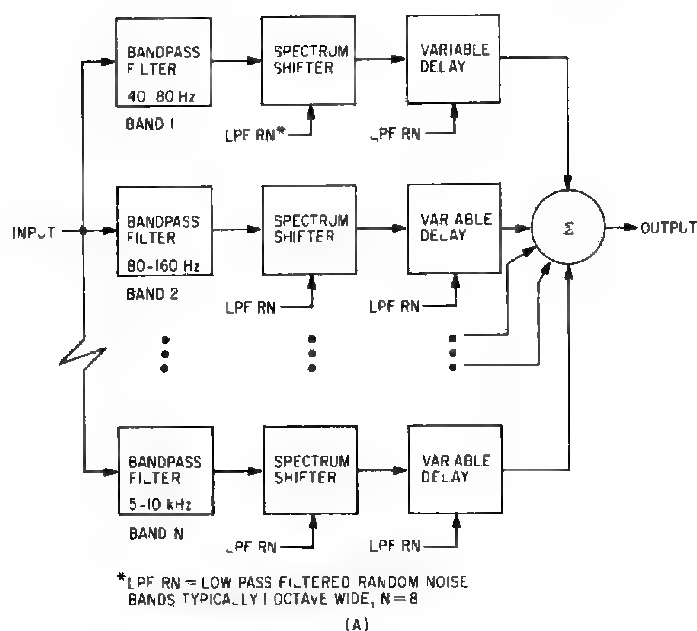 BANDPASS
FILTER
40-80 Hz
BAND 1
SPECTRUM
SHIFTER
LPF RN*
VARIABLE
DELAY
LPF RN
INPUT
BANDPASS
FILTER
80-160 Hz
BAND 2
SPECTRUM
SHIFTER
LPF RN
VARIABLE
DELAY
LPF RN
Σ
OUTPUT
BANDPASS
FILTER
5-10 kHz
BAND N
SPECTRUM
SHIFTER
LPF RN
VARIABLE
DELAY
LPF RN
*LPF RN = LOW PASS FILTERED RANDOM NOISE
BANDS TYPICALLY 1 OCTAVE WIDE, N=8
(A)